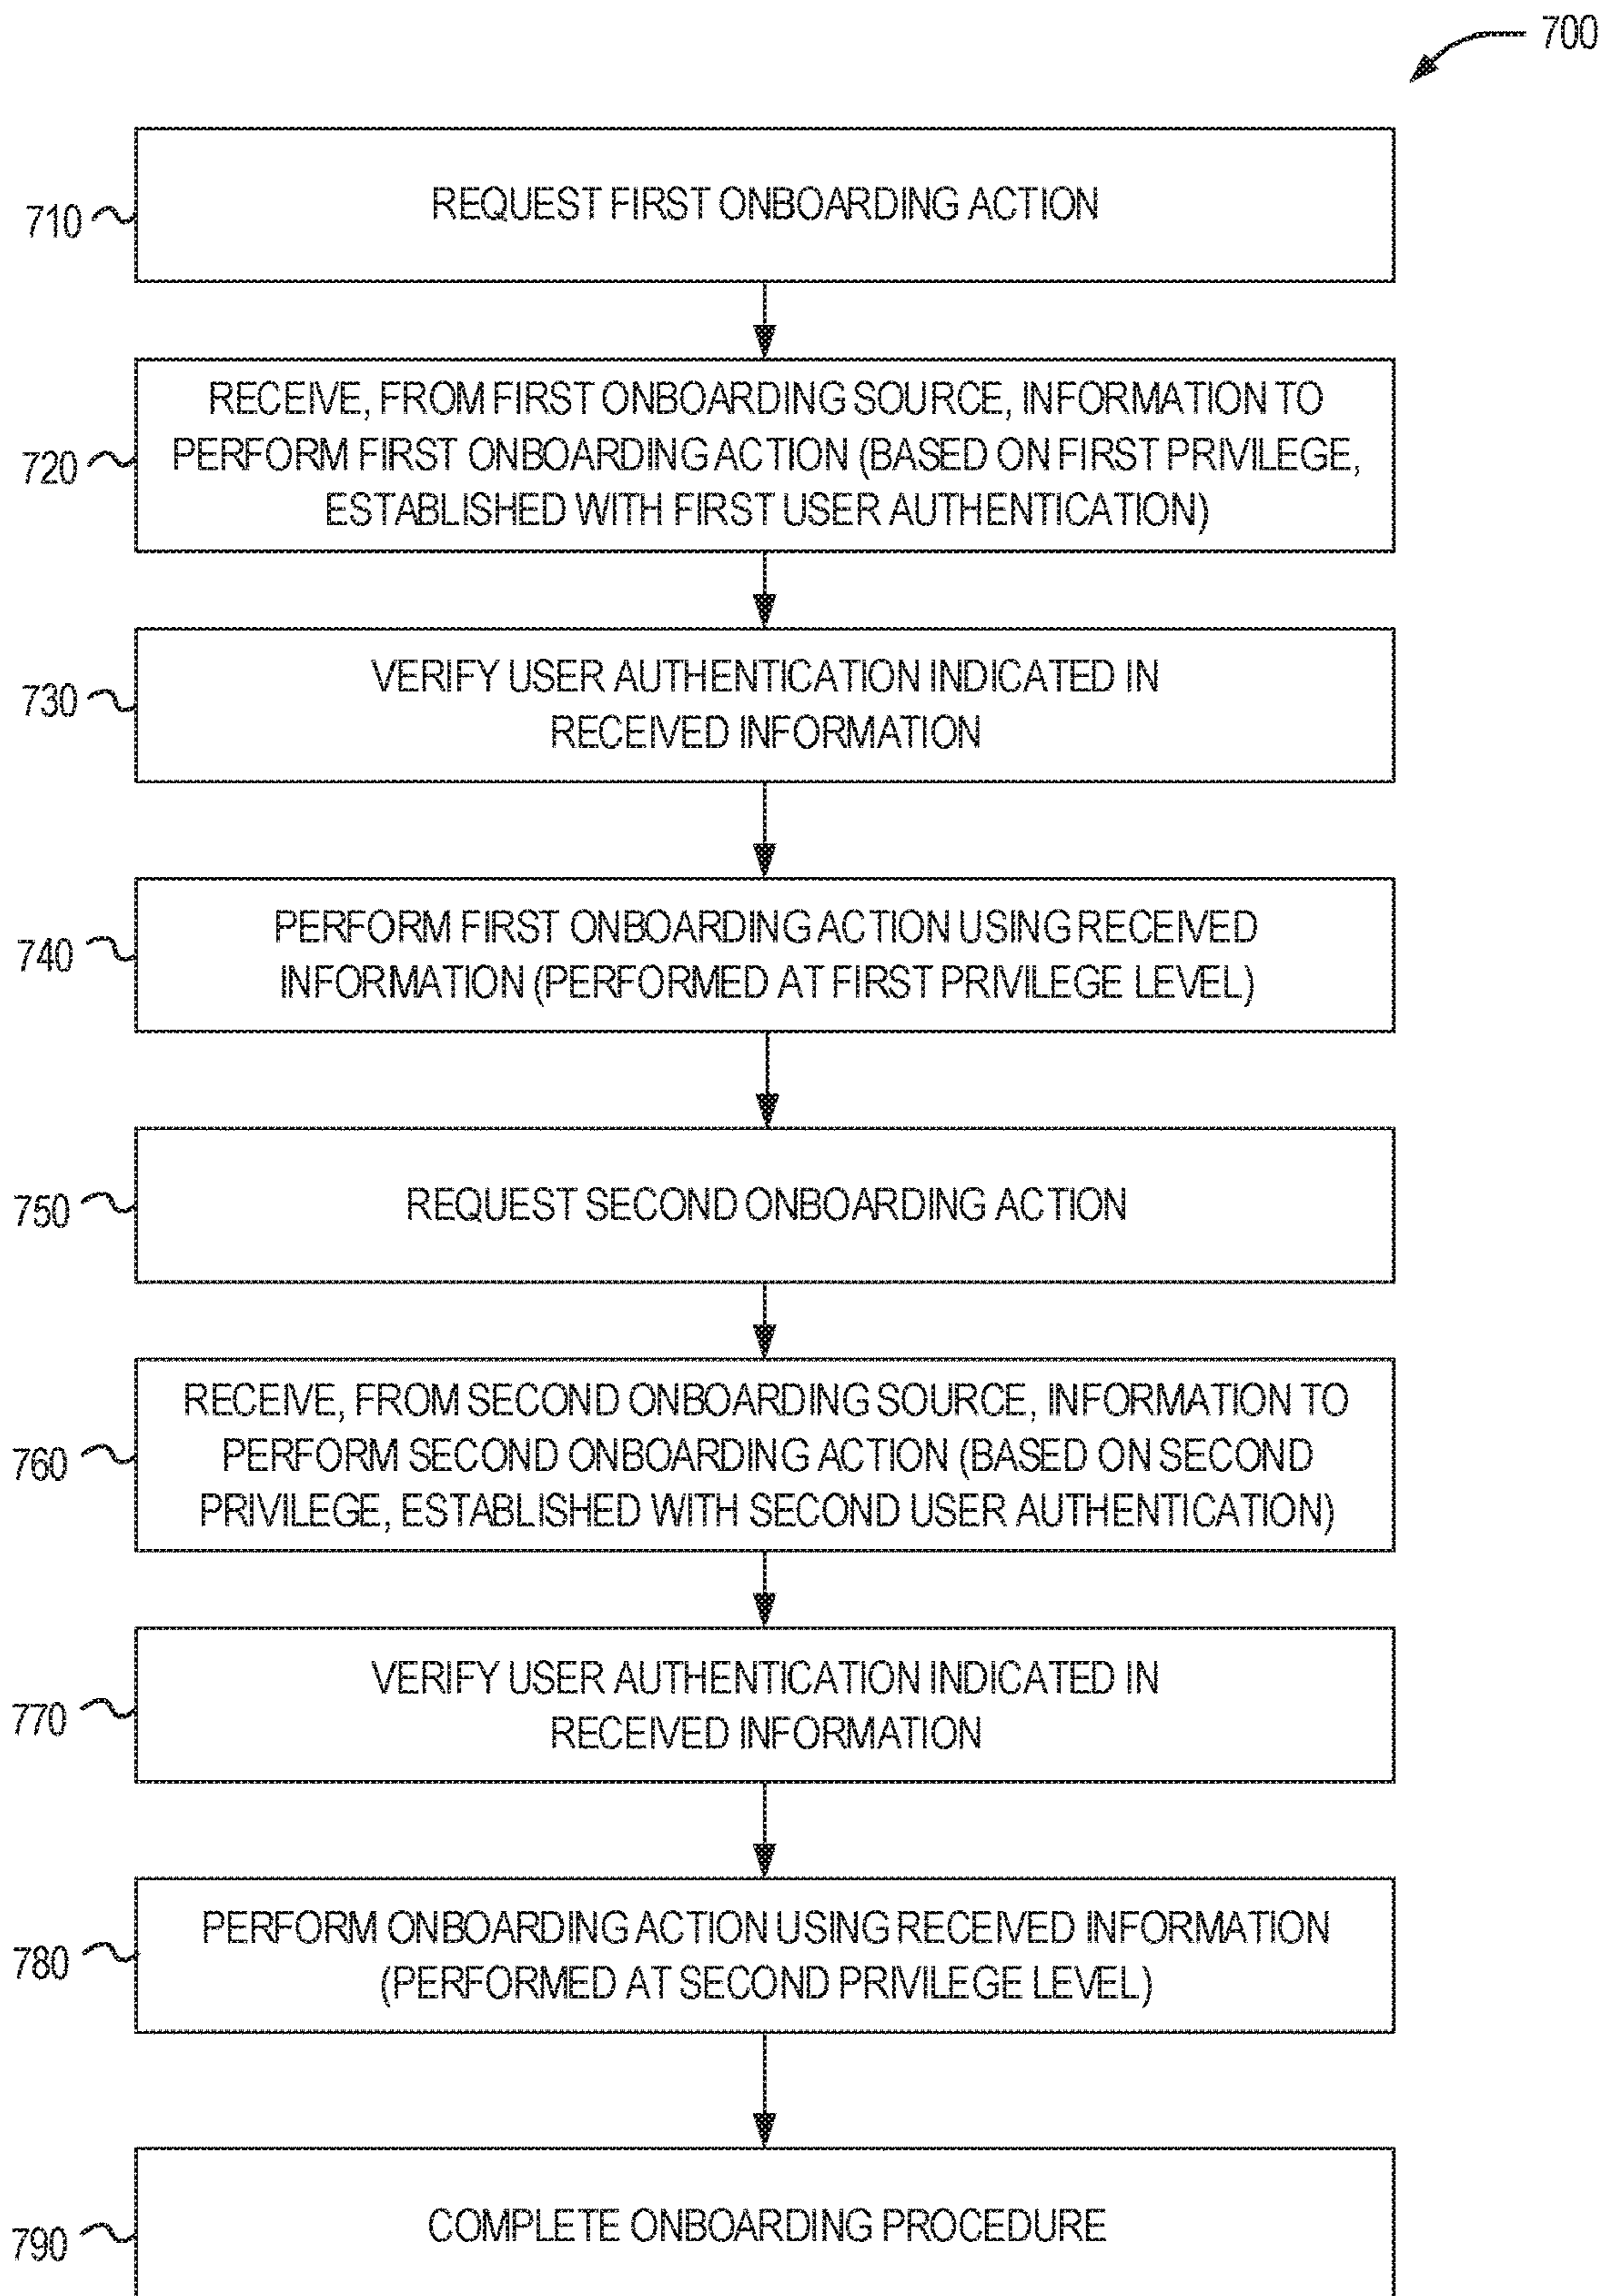 700
710
REQUEST FIRST ONBOARDING ACTION
720
RECEIVE, FROM FIRST ONBOARDING SOURCE, INFORMATION TO
PERFORM FIRST ONBOARDING ACTION (BASED ON FIRST PRIVILEGE,
ESTABLISHED WITH FIRST USER AUTHENTICATION)
730
VERIFY USER AUTHENTICATION INDICATED IN
RECEIVED INFORMATION
740
PERFORM FIRST ONBOARDING ACTION USING RECEIVED
INFORMATION (PERFORMED AT FIRST PRIVILEGE LEVEL)
750
REQUEST SECOND ONBOARDING ACTION
760
RECEIVE, FROM SECOND ONBOARDING SOURCE, INFORMATION TO
PERFORM SECOND ONBOARDING ACTION (BASED ON SECOND
PRIVILEGE, ESTABLISHED WITH SECOND USER AUTHENTICATION)
770
VERIFY USER AUTHENTICATION INDICATED IN
RECEIVED INFORMATION
780
PERFORM ONBOARDING ACTION USING RECEIVED INFORMATION
(PERFORMED AT SECOND PRIVILEGE LEVEL)
790
COMPLETE ONBOARDING PROCEDURE